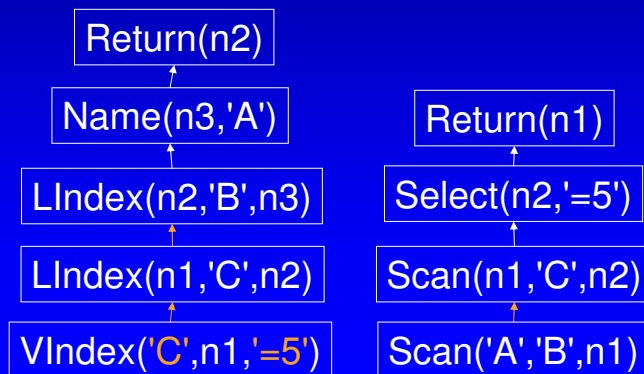 Return(n2)
Name(n3,'A')
LIndex(n2,'B',n3)
LIndex(n1,'C',n2)
VIndex('C',n1,'=5')
Return(n1)
Select(n2,'=5')
Scan(n1,'C',n2)
Scan('A','B',n1)